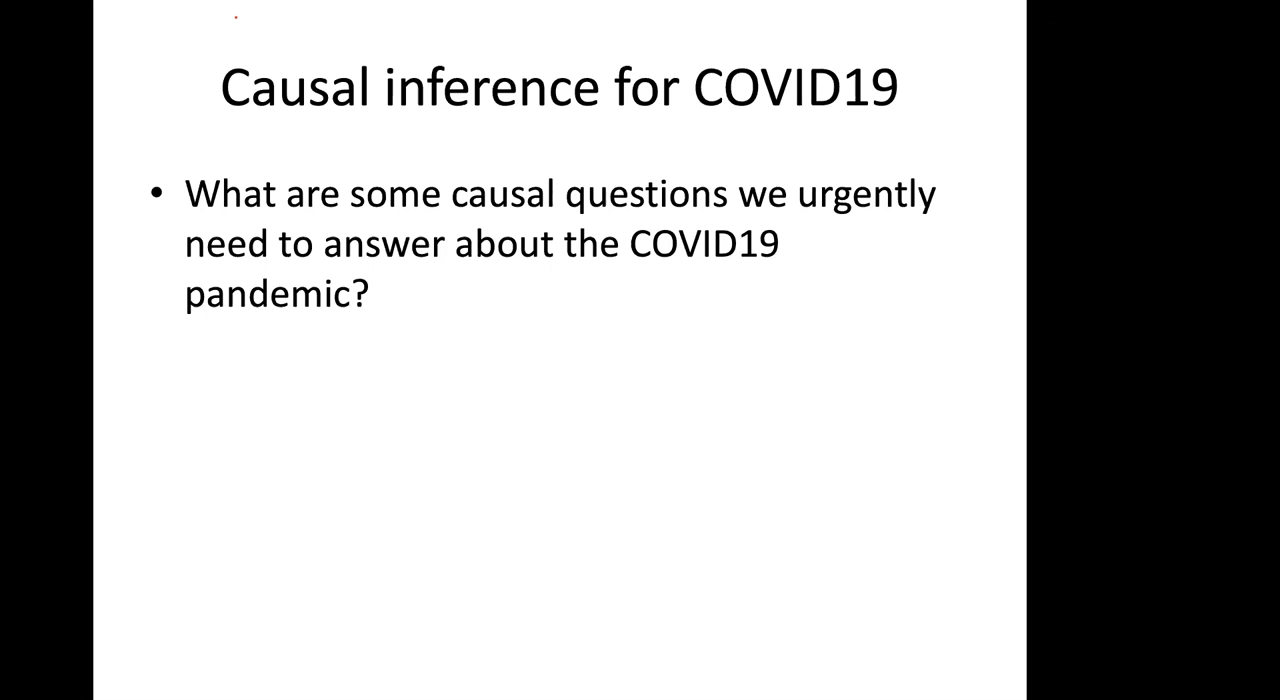 Causal inference for COVID19
• What are some causal questions we urgently
need to answer about the COVID19
pandemic?